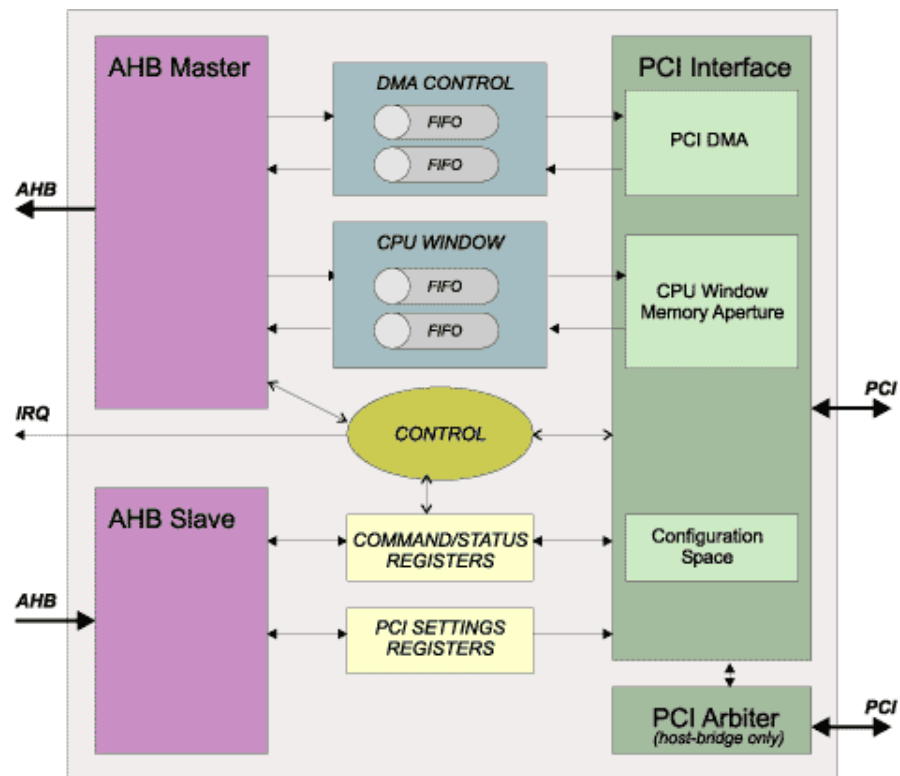 AHB Master
DMA CONTROL
FIFO
FIFO
PCI Interface
PCI DMA
AHB
CPU WINDOW
FIFO
FIFO
CPU Window
Memory Aperture
IRQ
CONTROL
PCI
AHB Slave
COMMAND/STATUS
REGISTERS
Configuration
Space
AHB
PCI SETTINGS
REGISTERS
PCI Arbiter
(host-bridge only)
PCI